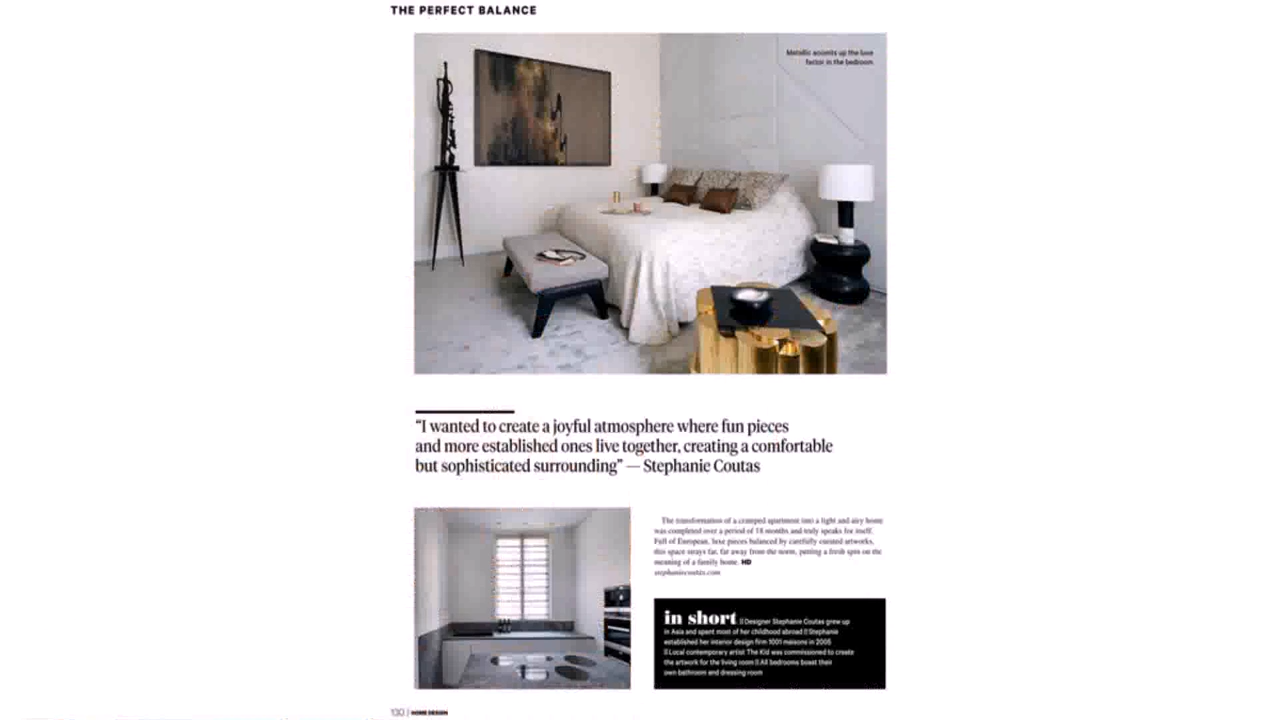 THE PERFECT BALANCE
Metallic accents up the luxe
factor in the bedroom
“I wanted to create a joyful atmosphere where fun pieces
and more established ones live together, creating a comfortable
but sophisticated surrounding” — Stephanie Coutas
The transformation of a cramped apartment into a light and airy home
was completed over a period of 18 months and truly speaks for itself.
Full of European, luxe pieces balanced by carefully curated artworks,
this space strays far, far away from the norm, putting a fresh spin on the
meaning of a family home. HD
stephaniecoutas.com
in short || Designer Stephanie Coutas grew up
in Asia and spent most of her childhood abroad || Stephanie
established her interior design firm 1001 maisons in 2005
|| Local contemporary artist The Kid was commissioned to create
the artwork for the living room || All bedrooms boast their
own bathroom and dressing room
130 | HOME DESIGN